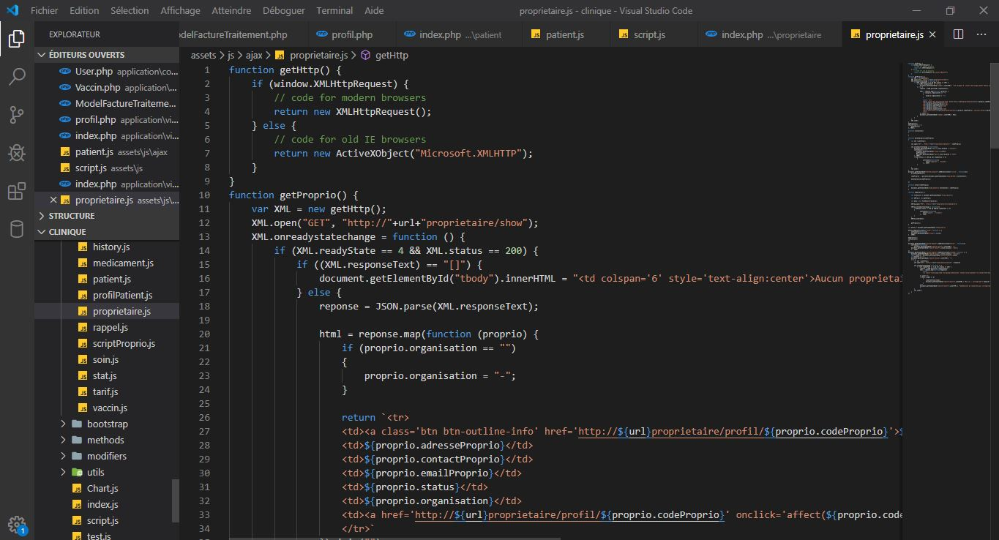 Fichier Edition Sélection Affichage Atteindre Déboguer Terminal Aide proprietaire.js - clinique - Visual Studio Code
EXPLORATEUR
delFactureTraitement.php profil.php index.php ...\patient patient.js script.js index.php ...\proprietaire proprietaire.js
ÉDITEURS OUVERTS
User.php application\co...
Vaccin.php application\...
ModelFactureTraiteme...
profil.php application\vi...
index.php application\vi...
patient.js assets\js\ajax
script.js assets\js
index.php application\vi...
proprietaire.js assets\js\...
STRUCTURE
CLINIQUE
history.js
medicament.js
patient.js
profilPatient.js
proprietaire.js
rappel.js
scriptProprio.js
soin.js
stat.js
tarif.js
vaccin.js
bootstrap
methods
modifiers
utils
Chart.js
index.js
script.js
test.js
1
assets > js > ajax > JS proprietaire.js > getHttp
1 function getHttp() {
2 if (window.XMLHttpRequest) {
3 // code for modern browsers
4 return new XMLHttpRequest();
5 } else {
6 // code for old IE browsers
7 return new ActiveXObject("Microsoft.XMLHTTP");
8 }
9 }
10 function getProprio() {
11 var XML = new getHttp();
12 XML.open("GET", "http://"+url+"proprietaire/show");
13 XML.onreadystatechange = function () {
14 if (XML.readyState == 4 && XML.status == 200) {
15 if ((XML.responseText) == "[]") {
16 document.getElementById("tbody").innerHTML = "<td colspan='6' style='text-align:center'>Aucun proprietai
17 } else {
18 reponse = JSON.parse(XML.responseText);
19
20 html = reponse.map(function (proprio) {
21 if (proprio.organisation == "")
22 {
23 proprio.organisation = "-";
24 }
25
26 return `<tr>
27 <td><a class='btn btn-outline-info' href='http://${url}proprietaire/profil/${proprio.codeProprio}'>$
28 <td>${proprio.adresseProprio}</td>
29 <td>${proprio.contactProprio}</td>
30 <td>${proprio.emailProprio}</td>
31 <td>${proprio.status}</td>
32 <td>${proprio.organisation}</td>
33 <td><a href='http://${url}proprietaire/profil/${proprio.codeProprio}' onclick='affect(${proprio.code
34 </tr>`